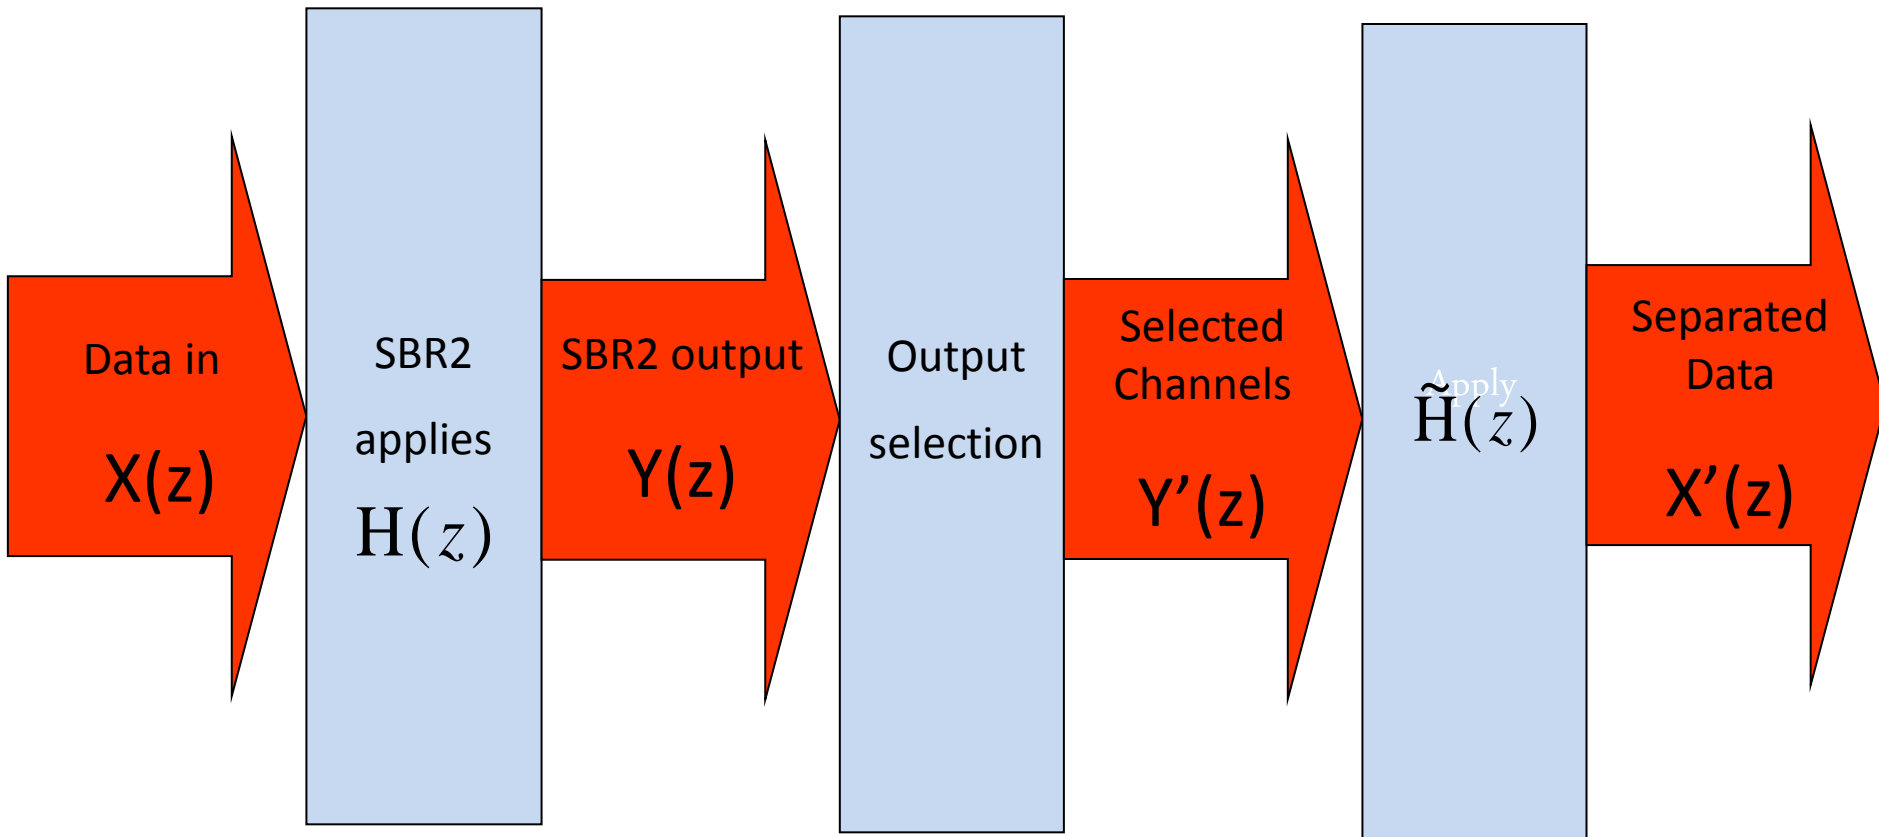 Data in
X(z)
SBR2
applies
H(z)
SBR2 output
Y(z)
Output
selection
Selected
Channels
Y’(z)
Apply
H̃(z)
Separated
Data
X’(z)